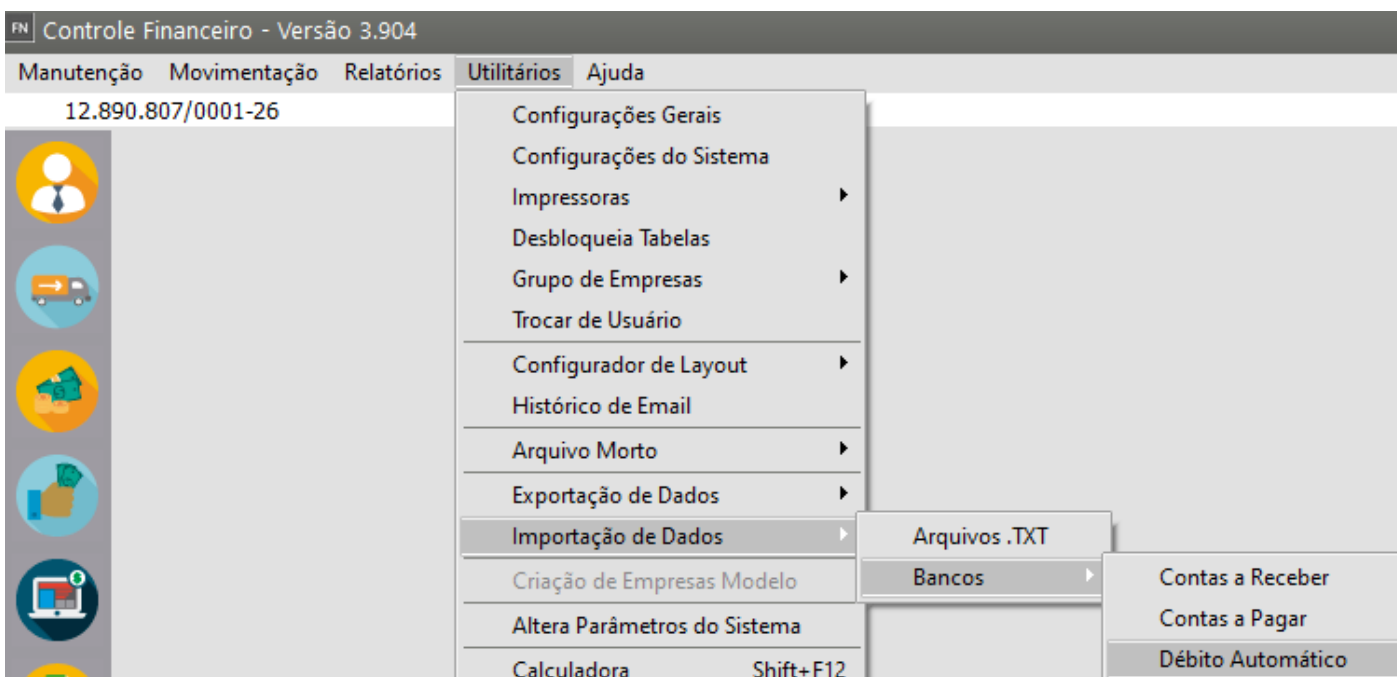 FN Controle Financeiro - Versão 3.904
Manutenção Movimentação Relatórios Utilitários Ajuda
12.890.807/0001-26
Configurações Gerais
Configurações do Sistema
Impressoras
Desbloqueia Tabelas
Grupo de Empresas
Trocar de Usuário
Configurador de Layout
Histórico de Email
Arquivo Morto
Exportação de Dados
Importação de Dados
Criação de Empresas Modelo
Altera Parâmetros do Sistema
Calculadora Shift+F12
Arquivos .TXT
Bancos
Contas a Receber
Contas a Pagar
Débito Automático